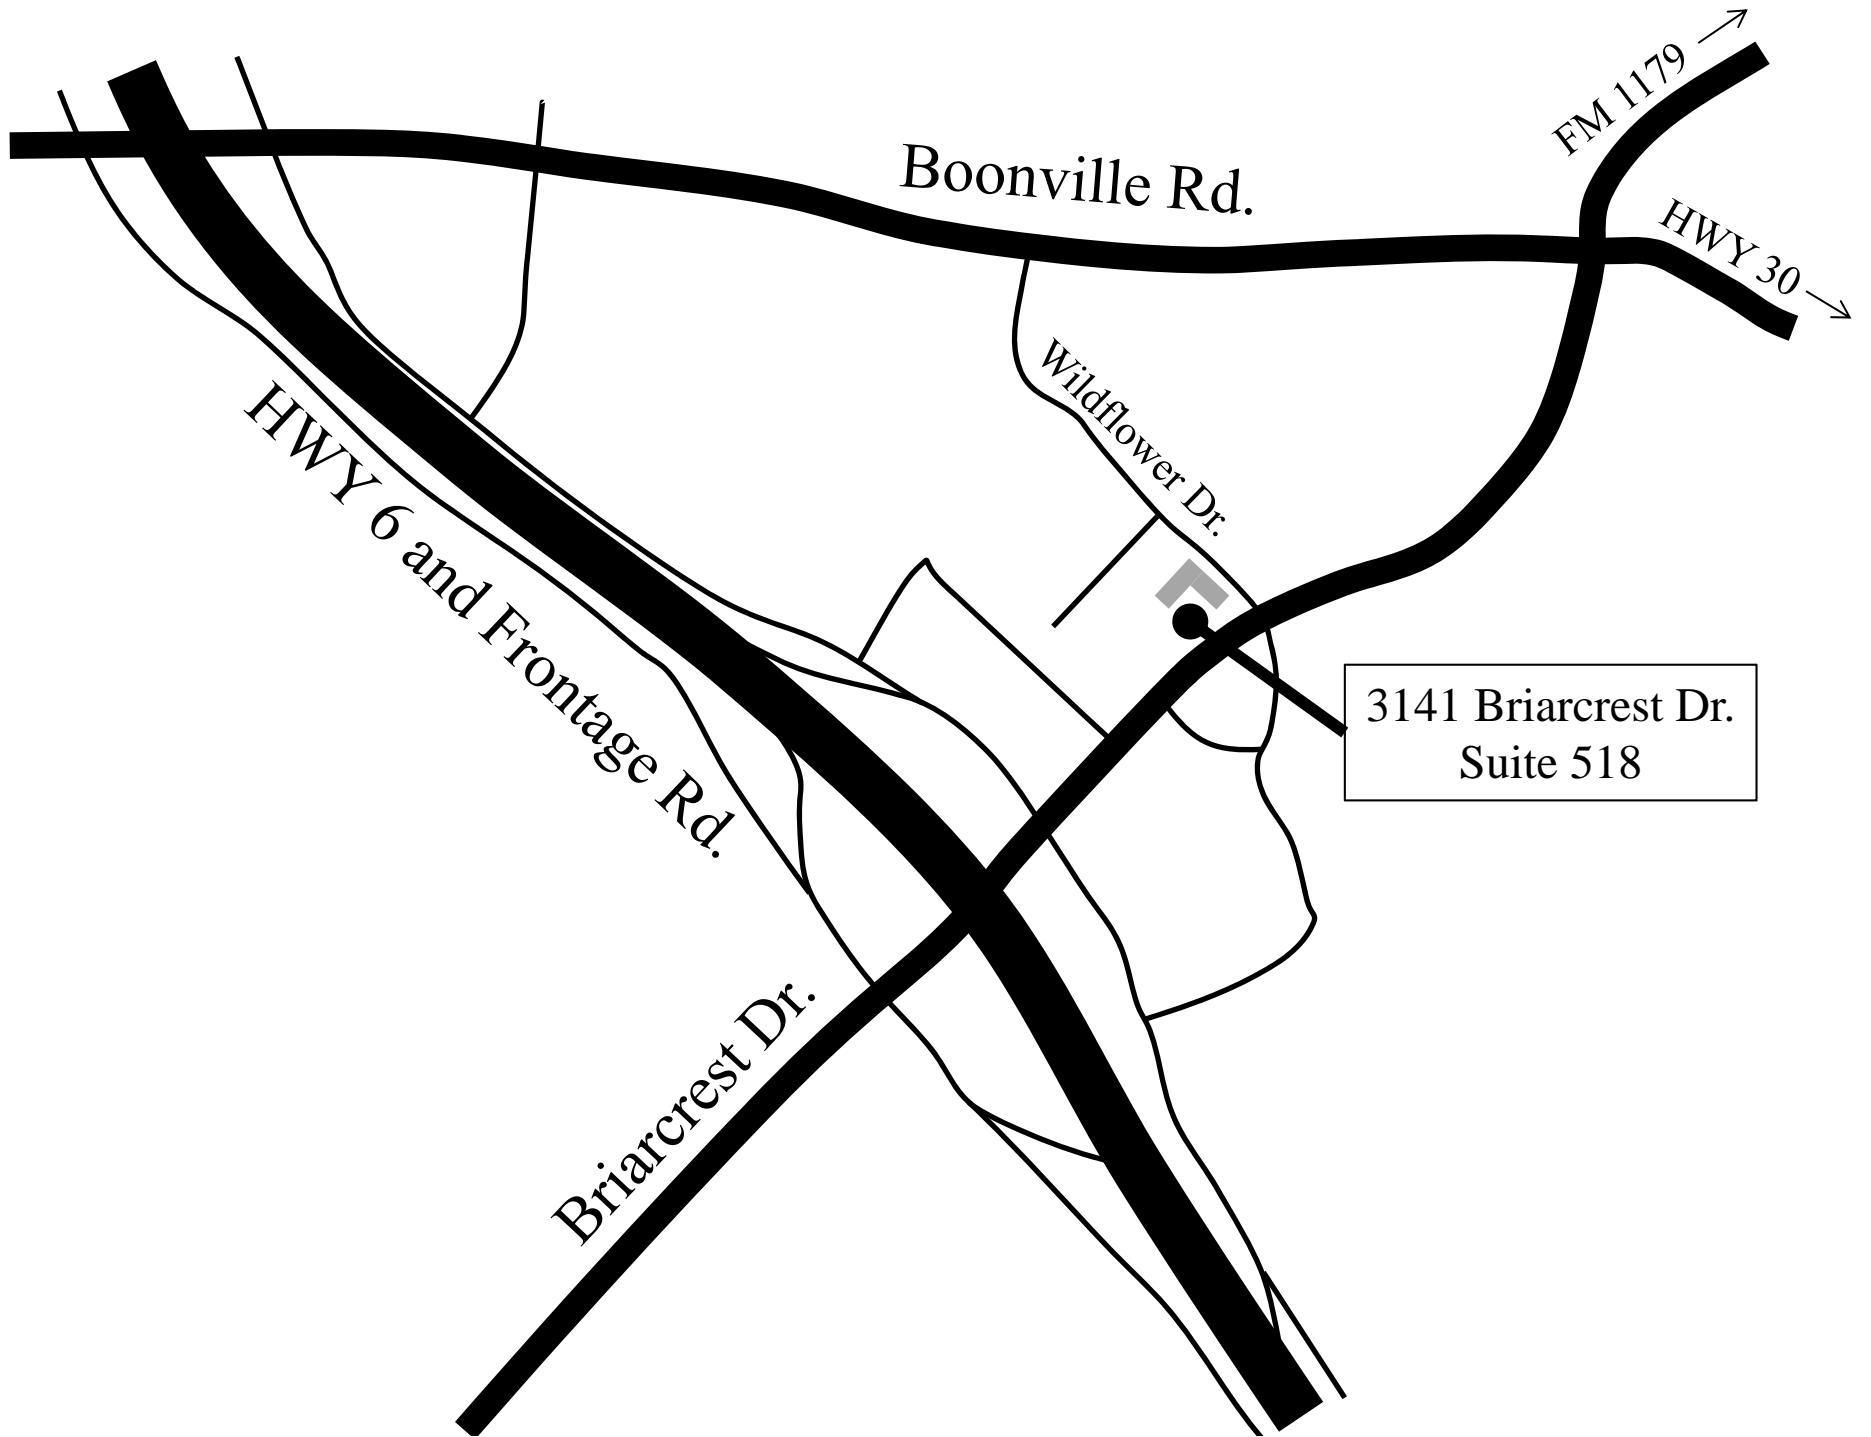 FM 1179
Boonville Rd.
HWY 30
Wildflower Dr.
HWY 6 and Frontage Rd.
3141 Briarcrest Dr.
Suite 518
Briarcrest Dr.